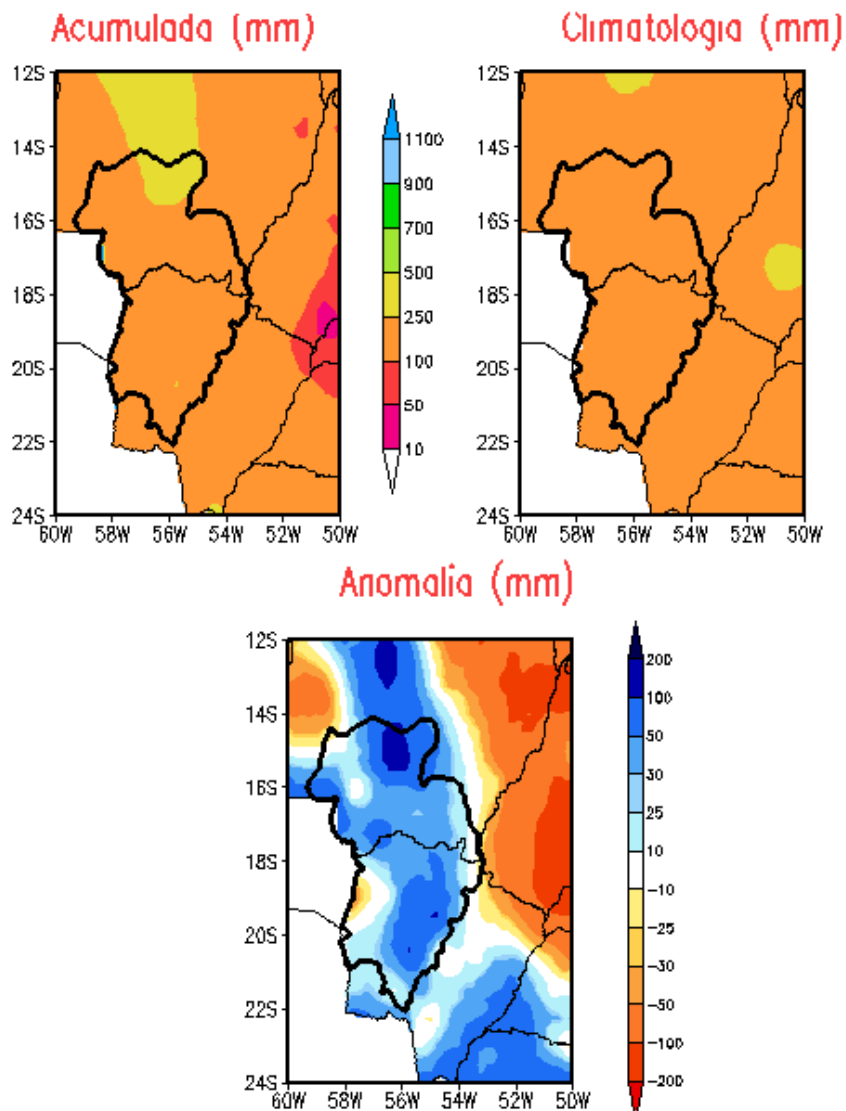 Acumulada (mm)
Climatologia (mm)
12S
14S
16S
18S
20S
22S
24S
60W 58W 56W 54W 52W 50W
1100
900
700
500
250
100
50
10
12S
14S
16S
18S
20S
22S
24S
60W 58W 56W 54W 52W 50W
Anomalia (mm)
12S
14S
16S
18S
20S
22S
24S
60W 58W 56W 54W 52W 50W
200
100
50
30
25
10
-10
-25
-30
-50
-100
-200